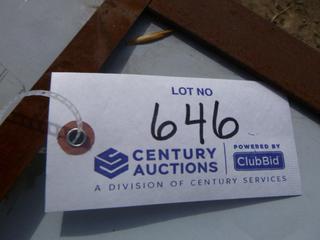 LOT NO
646
CENTURY AUCTIONS
POWERED BY
ClubBid
A DIVISION OF CENTURY SERVICES